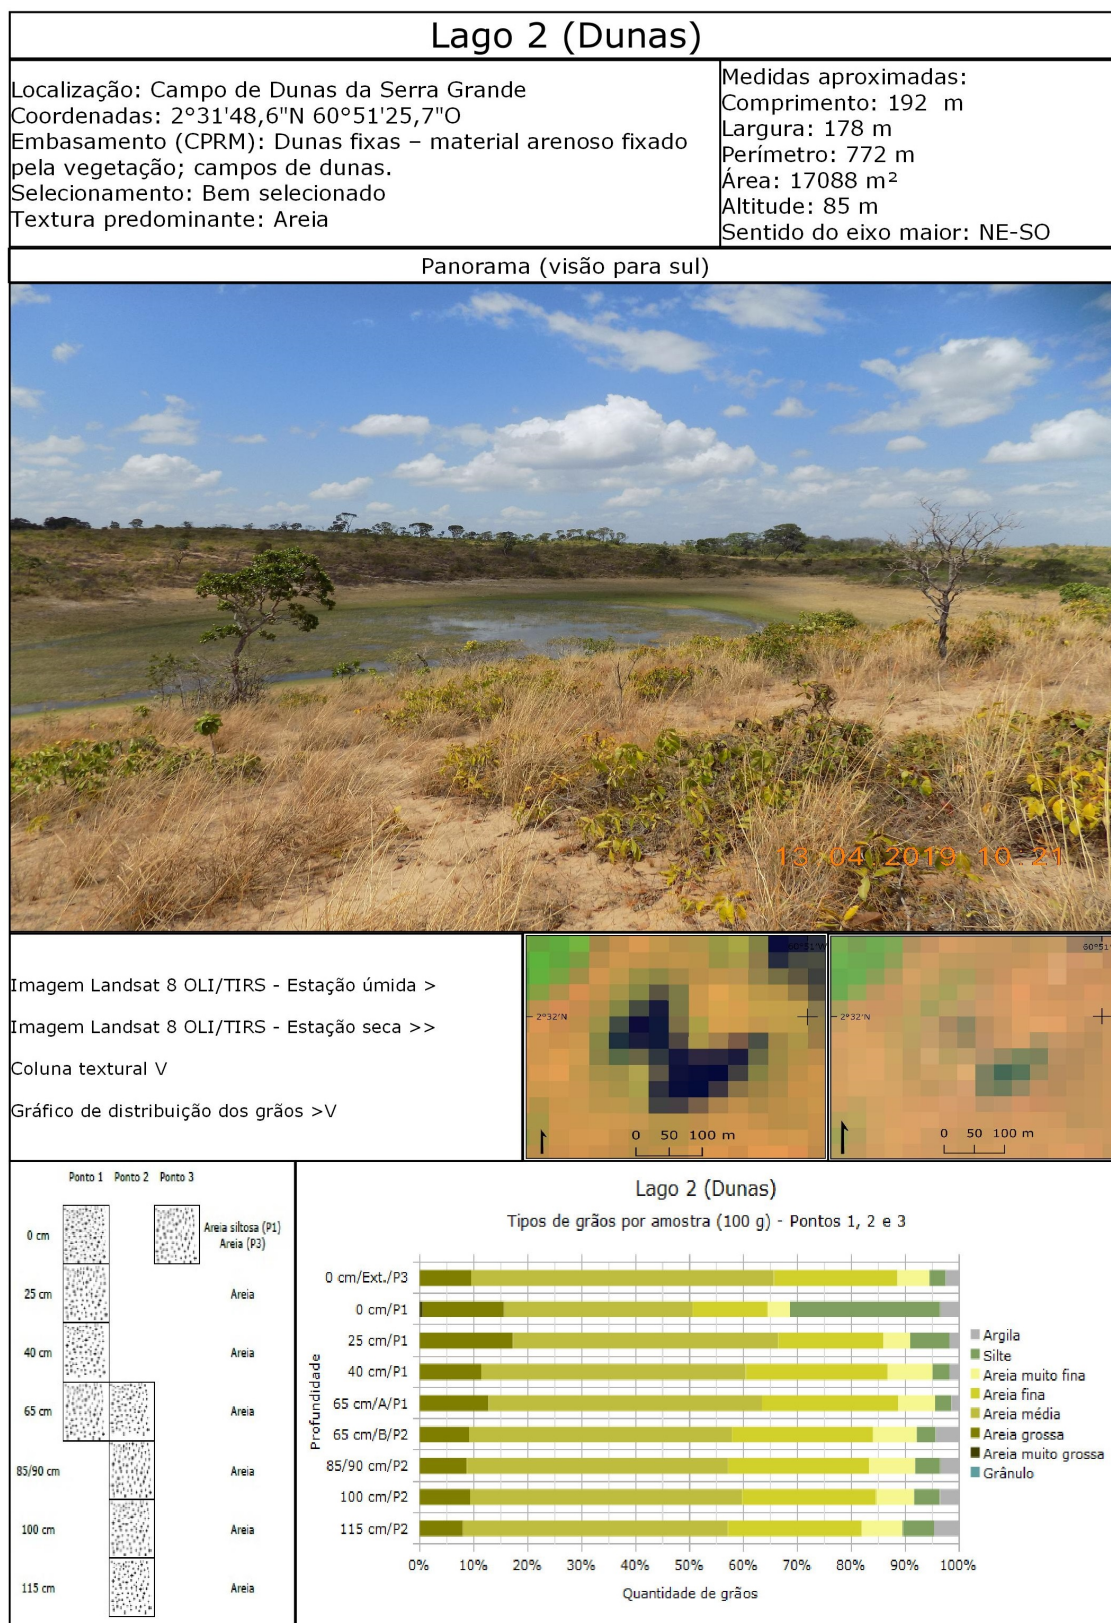 Lago 2 (Dunas)
Localização: Campo de Dunas da Serra Grande
Coordenadas: 2°31'48,6"N 60°51'25,7"O
Embasamento (CPRM): Dunas fixas – material arenoso fixado
pela vegetação; campos de dunas.
Selecionamento: Bem selecionado
Textura predominante: Areia
Medidas aproximadas:
Comprimento: 192 m
Largura: 178 m
Perímetro: 772 m
Área: 17088 m²
Altitude: 85 m
Sentido do eixo maior: NE-SO
Panorama (visão para sul)
13 04 2019 10 21
Imagem Landsat 8 OLI/TIRS - Estação úmida >
Imagem Landsat 8 OLI/TIRS - Estação seca >>
Coluna textural V
Gráfico de distribuição dos grãos >V
60°51'W
2°32'N
0 50 100 m
60°51'
2°32'N
0 50 100 m
Ponto 1 Ponto 2 Ponto 3
0 cm
Areia siltosa (P1)
Areia (P3)
25 cm Areia
40 cm Areia
65 cm Areia
85/90 cm Areia
100 cm Areia
115 cm Areia
Lago 2 (Dunas)
Tipos de grãos por amostra (100 g) - Pontos 1, 2 e 3
Profundidade
0 cm/Ext./P3
0 cm/P1
25 cm/P1
40 cm/P1
65 cm/A/P1
65 cm/B/P2
85/90 cm/P2
100 cm/P2
115 cm/P2
0% 10% 20% 30% 40% 50% 60% 70% 80% 90% 100%
Quantidade de grãos
Argila
Silte
Areia muito fina
Areia fina
Areia média
Areia grossa
Areia muito grossa
Grânulo